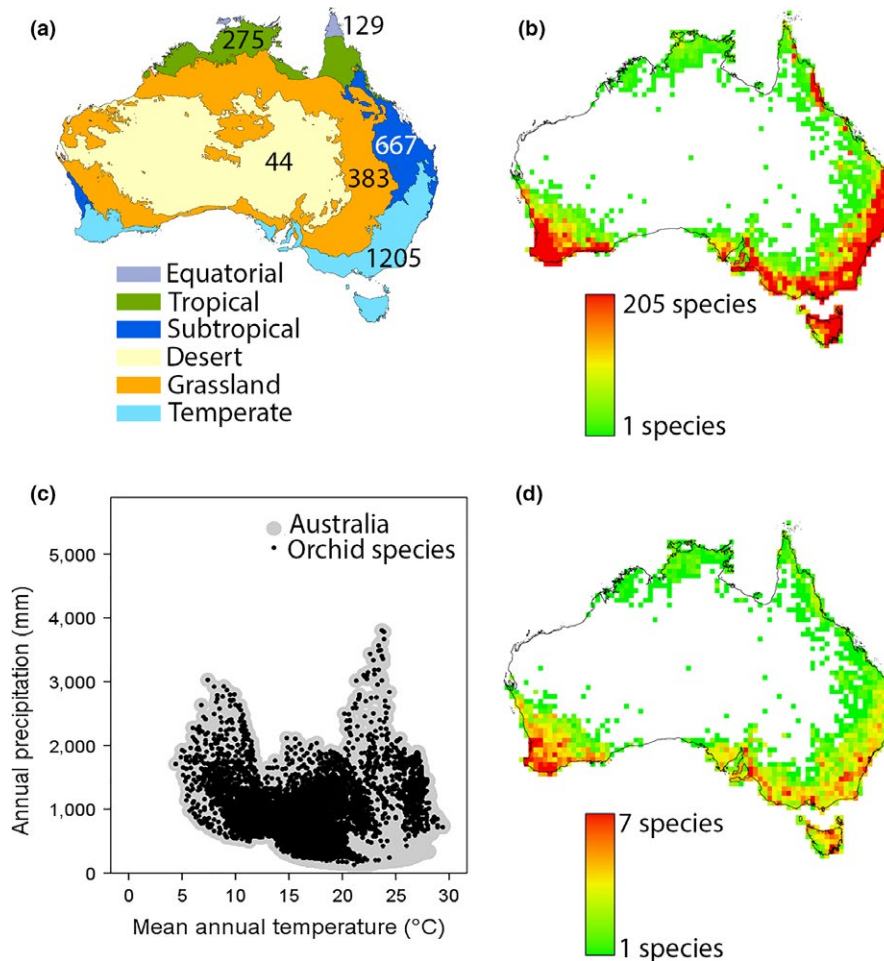 (a)
129
275
667
44
383
1205
Equatorial
Tropical
Subtropical
Desert
Grassland
Temperate
(b)
205 species
1 species
(c)
Australia
Orchid species
5,000
4,000
3,000
2,000
1,000
0
Annual precipitation (mm)
0 5 10 15 20 25 30
Mean annual temperature (°C)
(d)
7 species
1 species